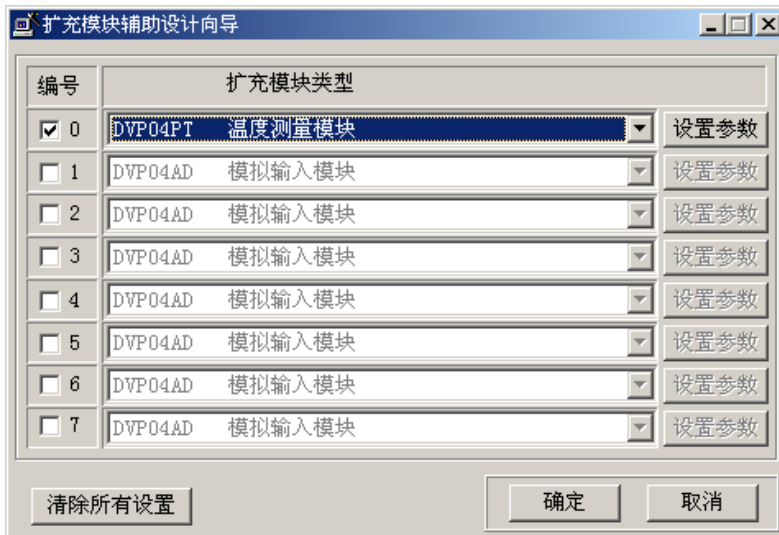 扩充模块辅助设计向导
编号 扩充模块类型
0 DVP04PT 温度测量模块 设置参数
1 DVP04AD 模拟输入模块 设置参数
2 DVP04AD 模拟输入模块 设置参数
3 DVP04AD 模拟输入模块 设置参数
4 DVP04AD 模拟输入模块 设置参数
5 DVP04AD 模拟输入模块 设置参数
6 DVP04AD 模拟输入模块 设置参数
7 DVP04AD 模拟输入模块 设置参数
清除所有设置 确定 取消